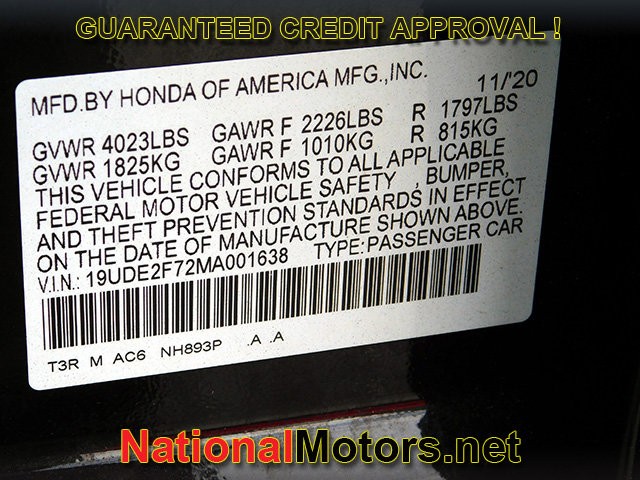 GUARANTEED CREDIT APPROVAL !
MFD.BY HONDA OF AMERICA MFG.,INC. 11/'20
GVWR 4023LBS GAWR F 2226LBS R 1797LBS
GVWR 1825KG GAWR F 1010KG R 815KG
THIS VEHICLE CONFORMS TO ALL APPLICABLE
FEDERAL MOTOR VEHICLE SAFETY , BUMPER,
AND THEFT PREVENTION STANDARDS IN EFFECT
ON THE DATE OF MANUFACTURE SHOWN ABOVE.
V.I.N.: 19UDE2F72MA001638 TYPE:PASSENGER CAR
T3R M AC6 NH893P .A .A
NationalMotors.net